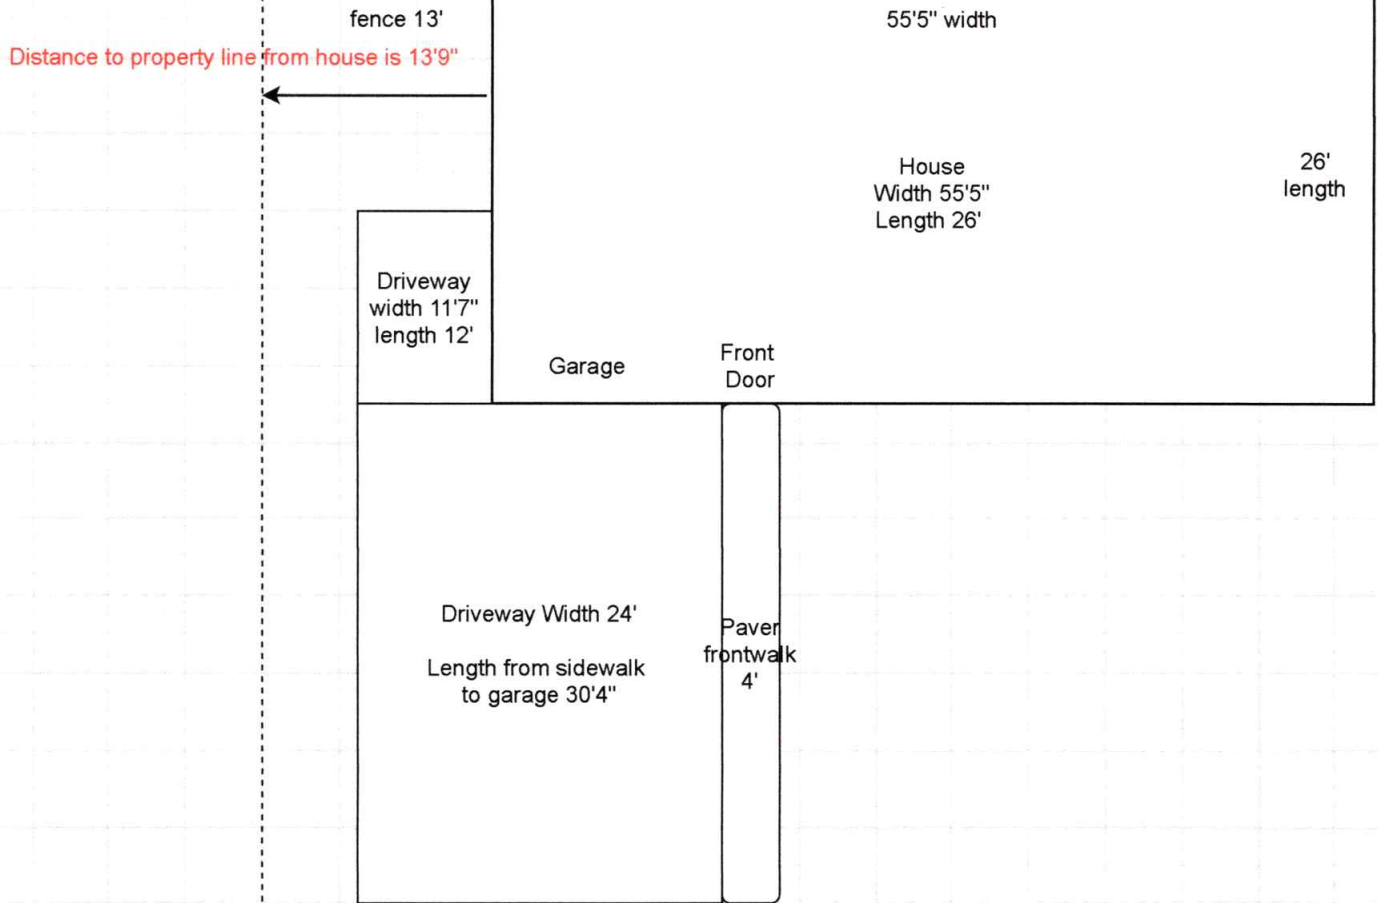 fence 13'
55'5" width
Distance to property line from house is 13'9"
House
Width 55'5"
Length 26'
26'
length
Driveway
width 11'7"
length 12'
Garage
Front
Door
Driveway Width 24'
Length from sidewalk
to garage 30'4"
Paver
frontwalk
4'